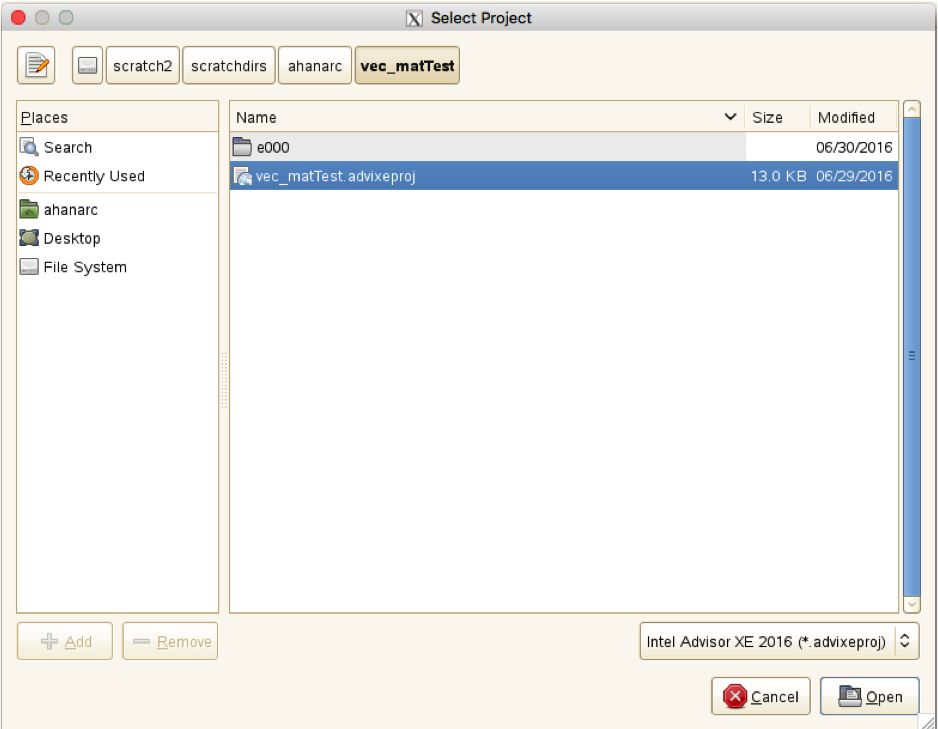 Select Project
scratch2 scratchdirs ahanarc vec_matTest
Places
Search
Recently Used
ahanarc
Desktop
File System
Name Size Modified
e000 06/30/2016
vec_matTest.advixeproj 13.0 KB 06/29/2016
Add Remove
Intel Advisor XE 2016 (*.advixeproj)
Cancel Open